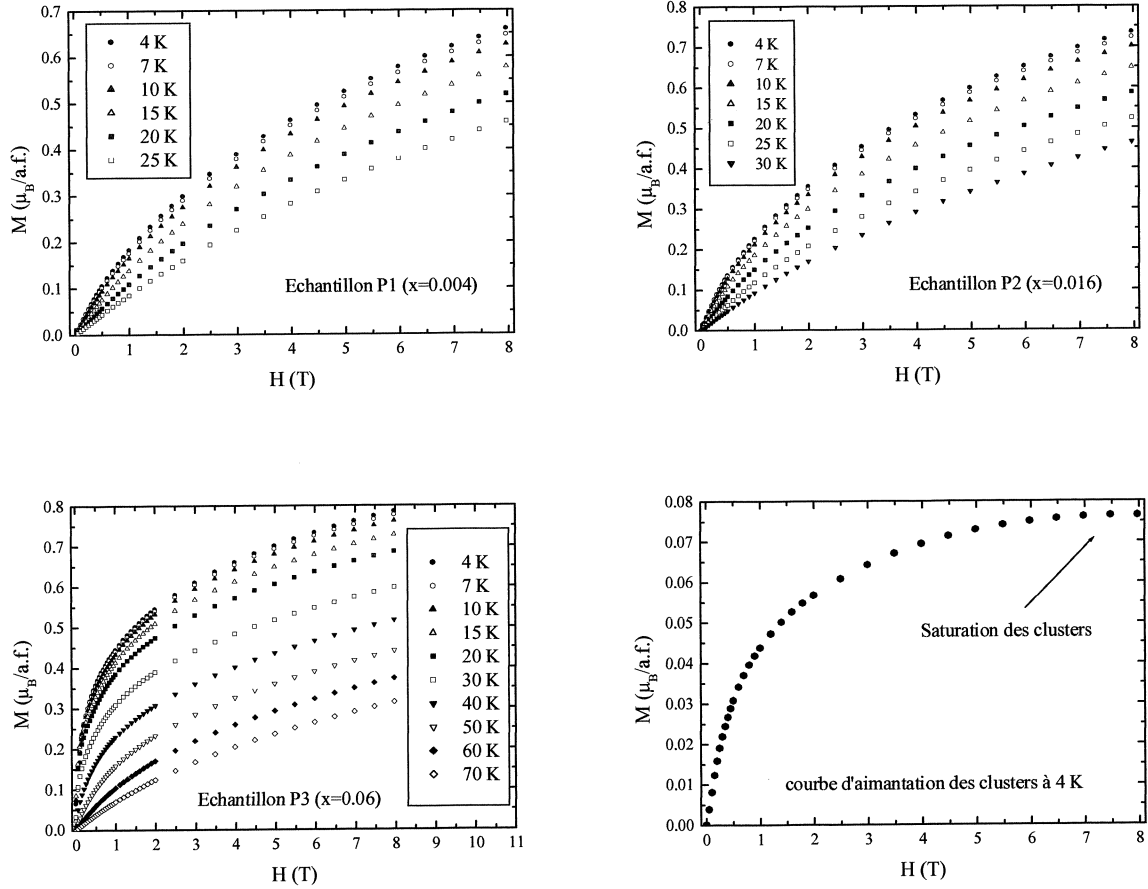 0.7
0.6
0.5
0.4
0.3
0.2
0.1
0.0
M (μB/a.f.)
4 K
7 K
10 K
15 K
20 K
25 K
Echantillon P1 (x=0.004)
0 1 2 3 4 5 6 7 8
H (T)
0.8
0.7
0.6
0.5
0.4
0.3
0.2
0.1
0.0
M (μB/a.f.)
4 K
7 K
10 K
15 K
20 K
25 K
30 K
Echantillon P2 (x=0.016)
0 1 2 3 4 5 6 7 8
H (T)
0.8
0.7
0.6
0.5
0.4
0.3
0.2
0.1
0.0
M (μB/a.f.)
4 K
7 K
10 K
15 K
20 K
30 K
40 K
50 K
60 K
70 K
Echantillon P3 (x=0.06)
0 1 2 3 4 5 6 7 8 9 10 11
H (T)
0.08
0.07
0.06
0.05
0.04
0.03
0.02
0.01
0.00
M (μB/a.f.)
Saturation des clusters
courbe d'aimantation des clusters à 4 K
0 1 2 3 4 5 6 7 8
H (T)